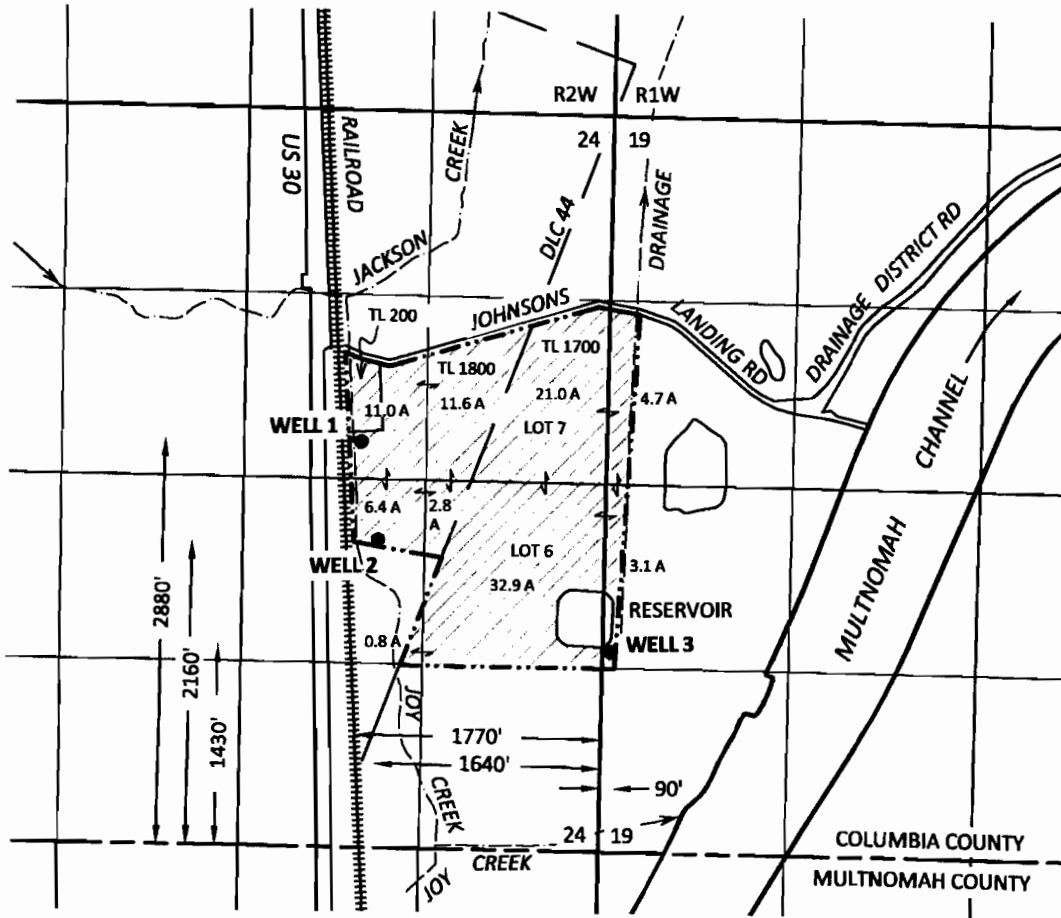 R2W R1W
24 19
US 30
RAILROAD
CREEK
JACKSON
DLC 44
DRAINAGE
DRAINAGE DISTRICT RD
JOHNSONS
LANDING RD
TL 200
TL 1800
TL 1700
11.0 A
11.6 A
21.0 A
4.7 A
WELL 1
LOT 7
CHANNEL
MULTNOMAH
6.4 A
2.8
A
LOT 6
32.9 A
3.1 A
WELL 2
RESERVOIR
WELL 3
0.8 A
2880'
2160'
1430'
JOY
CREEK
1770'
1640'
90'
24 19
COLUMBIA COUNTY
MULTNOMAH COUNTY
JOY
CREEK